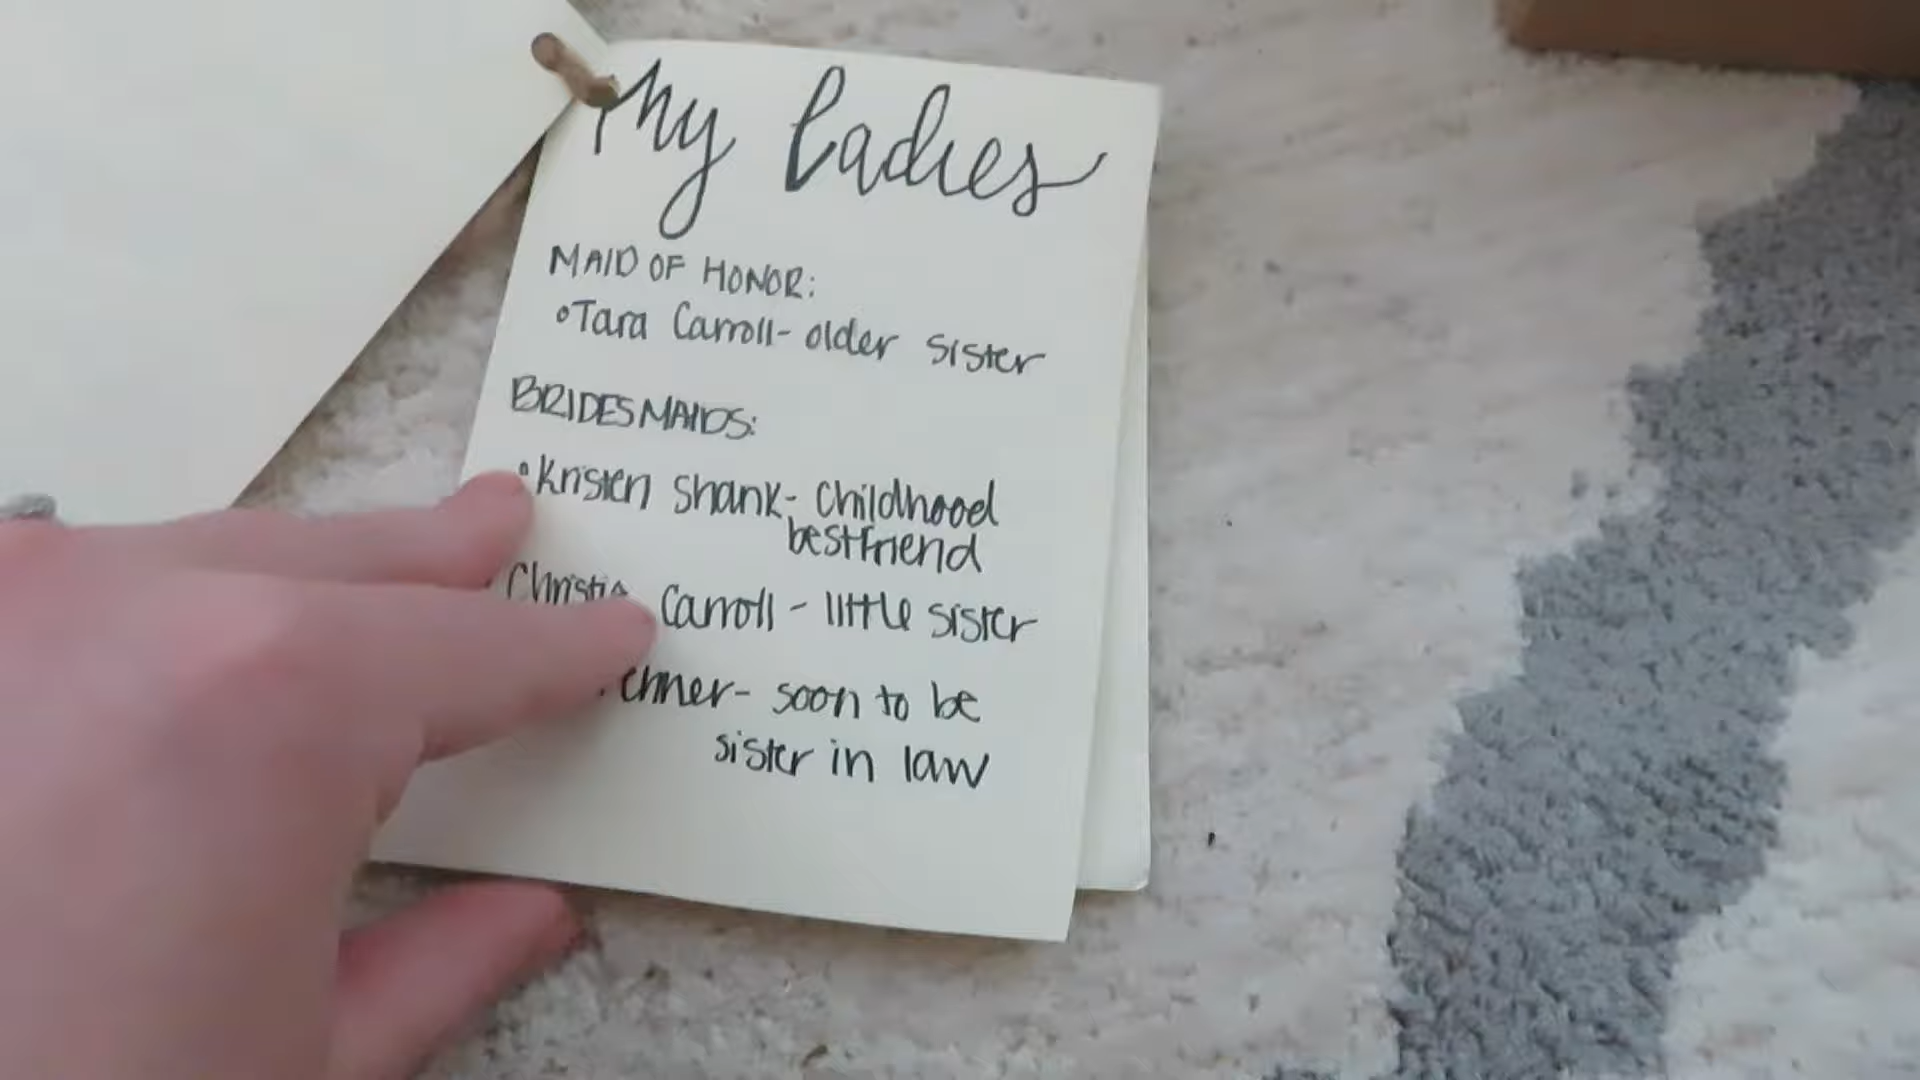 My Ladies
MAID OF HONOR:
•Tara Carroll- older sister
BRIDESMAIDS:
•Kristen Shank- Childhood
bestfriend
Carroll - little sister
soon to be
sister in law